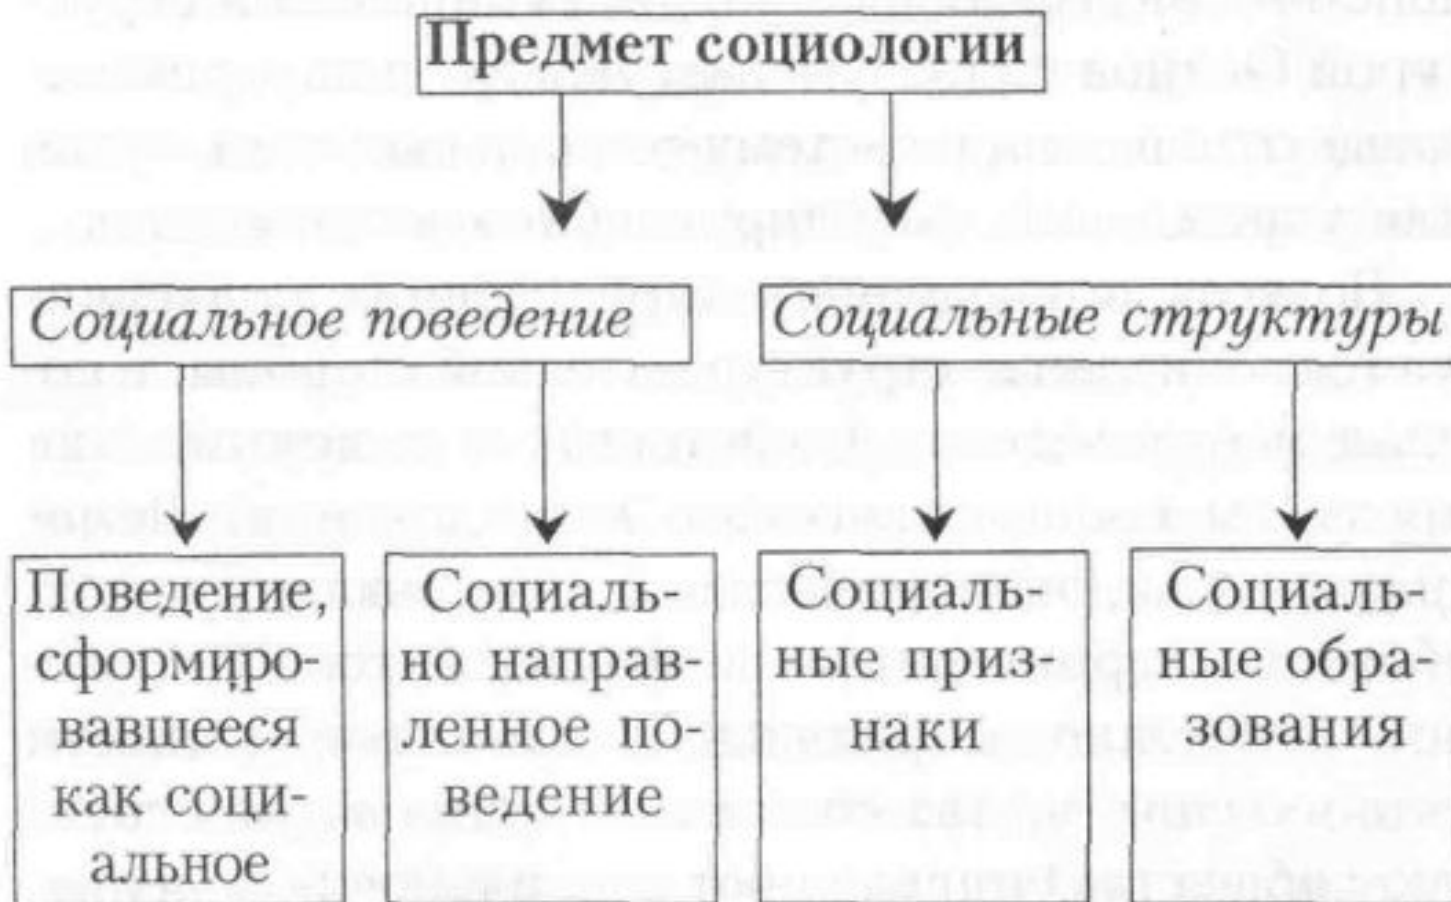 Предмет социологии
Социальное поведение
Социальные структуры
Поведение,
сформиро-
вавшееся
как соци-
альное
Социаль-
но направ-
ленное по-
ведение
Социаль-
ные приз-
наки
Социаль-
ные обра-
зования